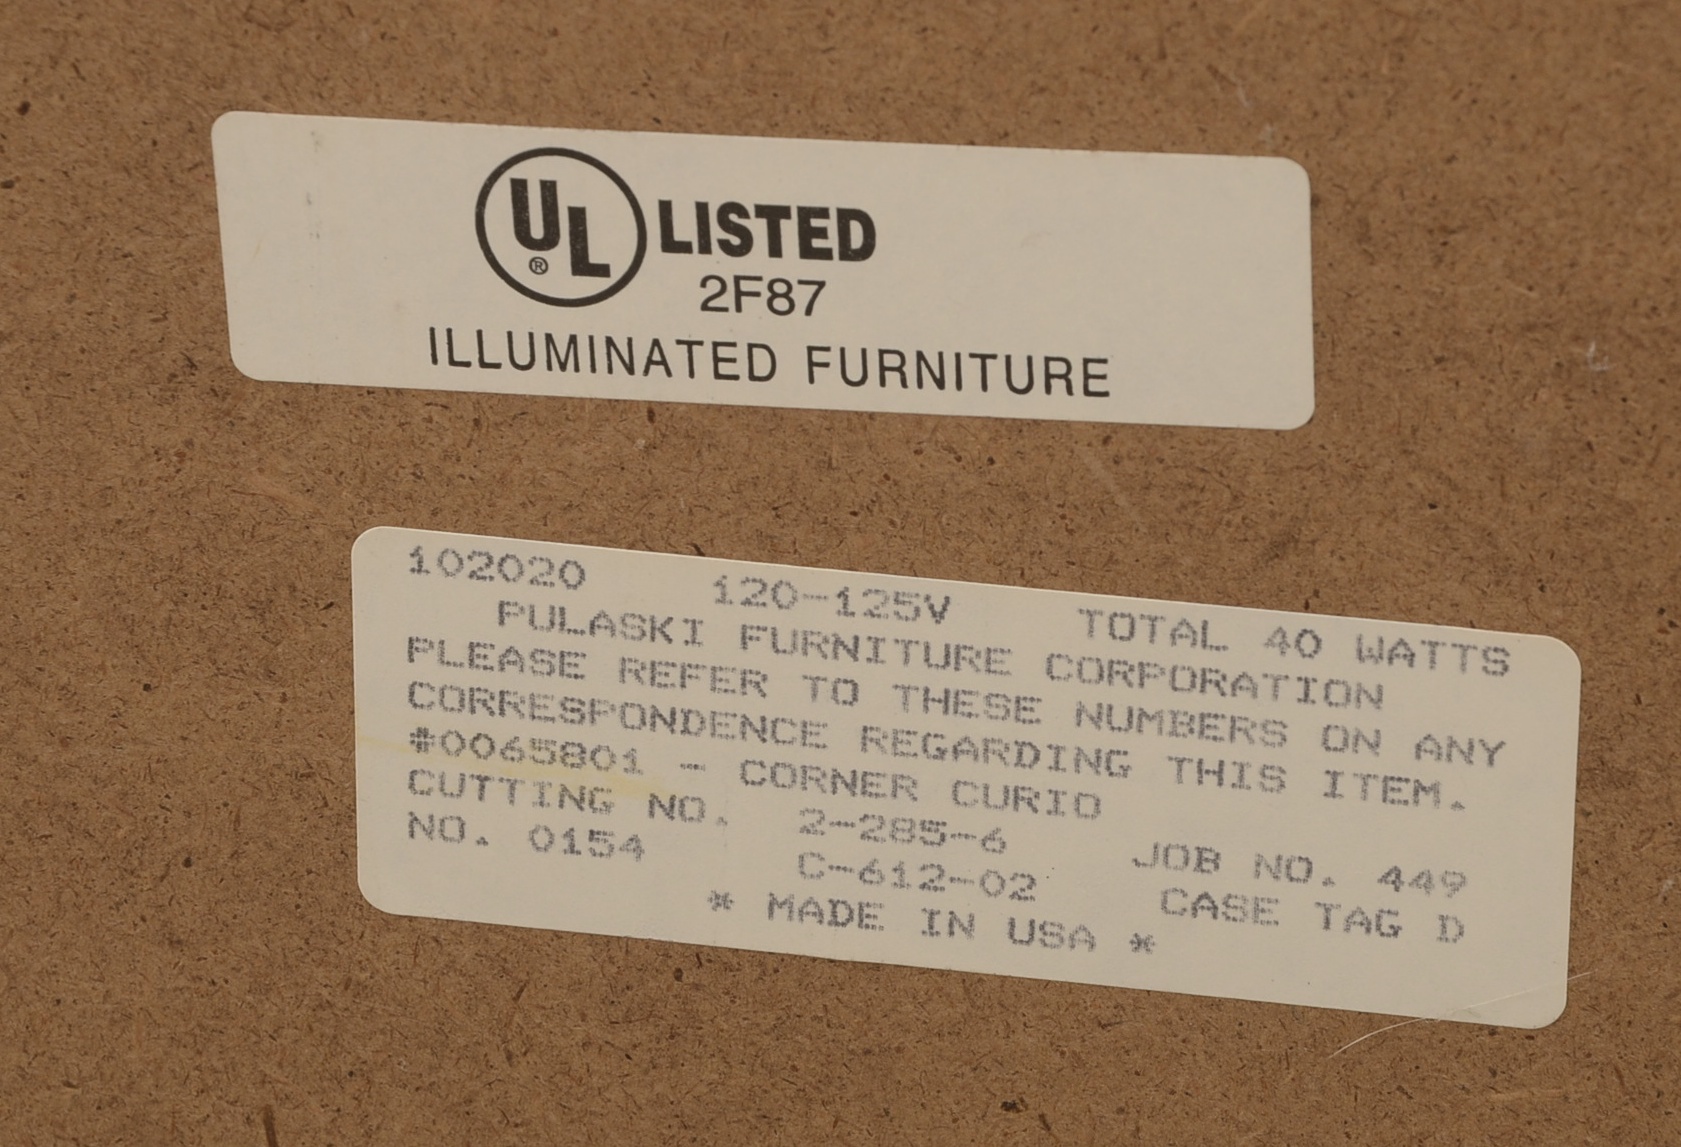 UL® LISTED
2F87
ILLUMINATED FURNITURE
102020 120-125V TOTAL 40 WATTS
PULASKI FURNITURE CORPORATION
PLEASE REFER TO THESE NUMBERS ON ANY
CORRESPONDENCE REGARDING THIS ITEM.
#0065801 - CORNER CURIO
CUTTING NO. 2-285-6 JOB NO. 449
NO. 0154 C-612-02 CASE TAG D
* MADE IN USA *